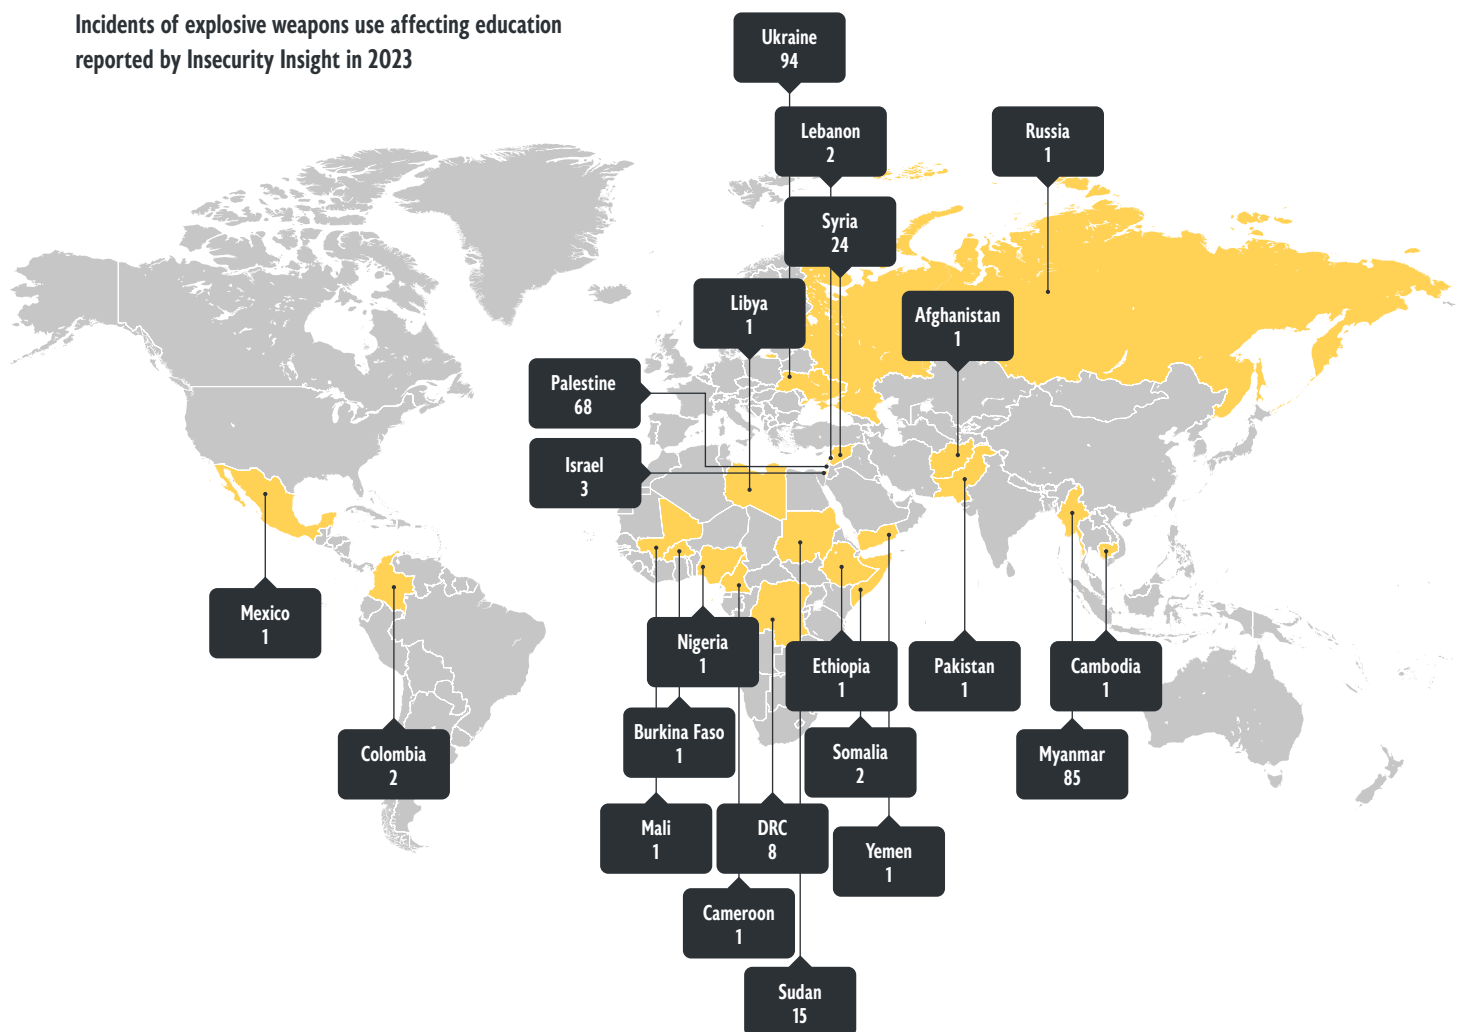 Incidents of explosive weapons use affecting education
reported by Insecurity Insight in 2023
Ukraine
94
Lebanon
2
Russia
1
Syria
24
Libya
1
Afghanistan
1
Palestine
68
Israel
3
Mexico
1
Nigeria
1
Ethiopia
1
Pakistan
1
Cambodia
1
Burkina Faso
1
Colombia
2
Somalia
2
Myanmar
85
Mali
1
DRC
8
Yemen
1
Cameroon
1
Sudan
15